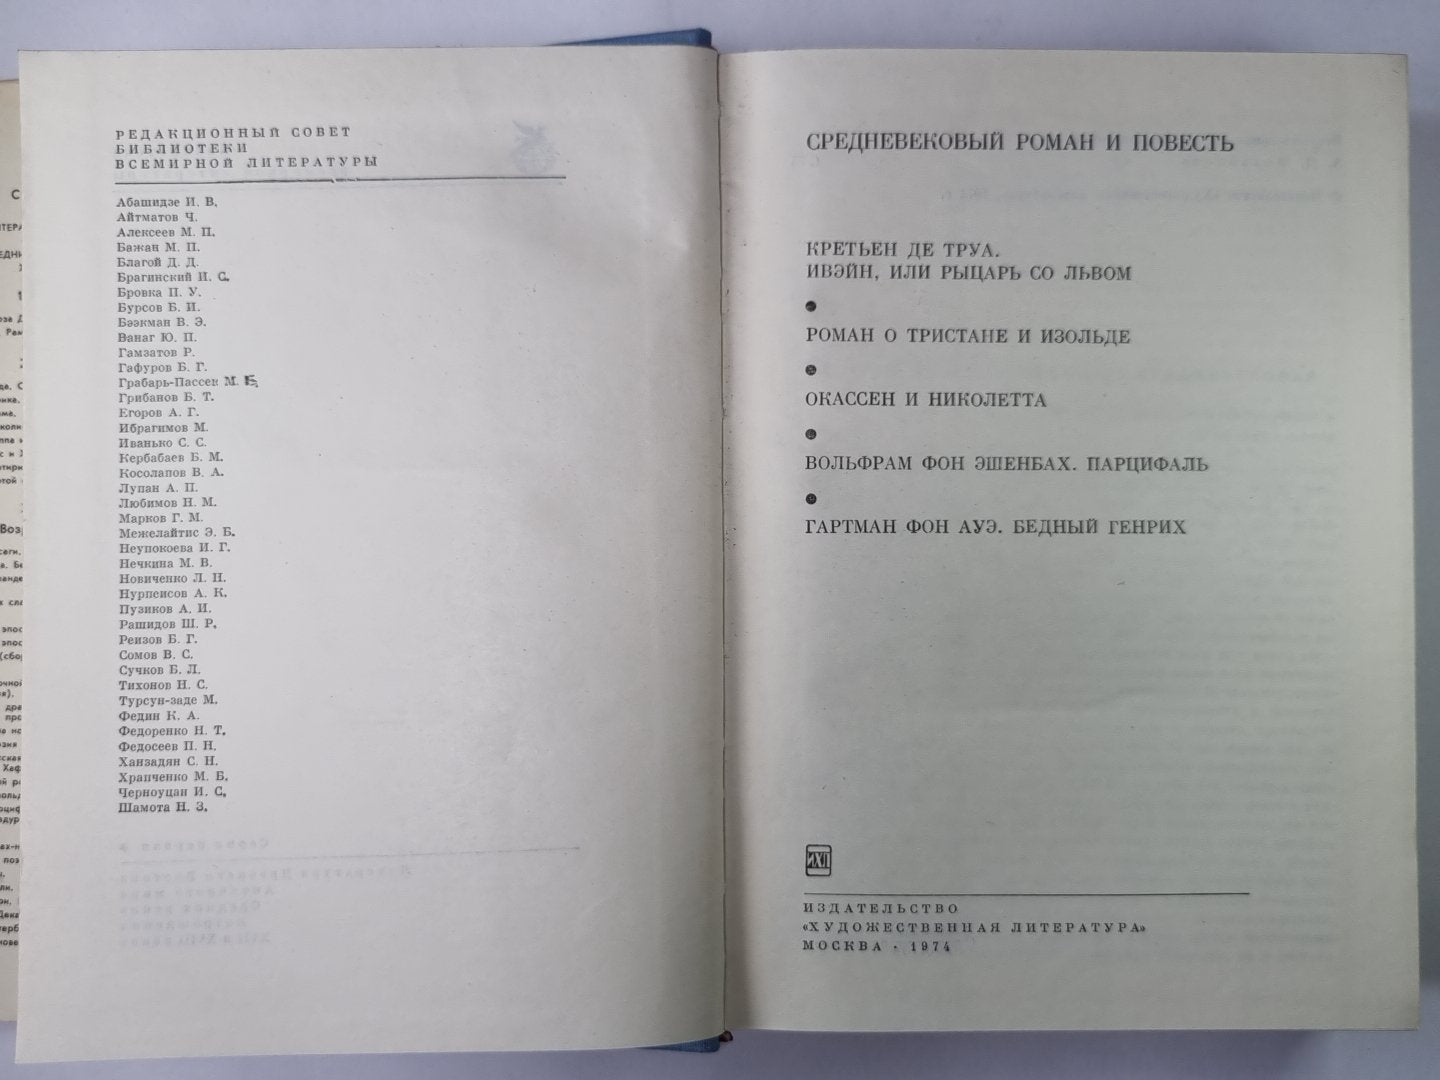 РЕДАКЦИОННЫЙ СОВЕТ
БИБЛИОТЕКИ
ВСЕМИРНОЙ ЛИТЕРАТУРЫ
Абашидзе И. В.
Айтматов Ч.
Алексеев М. П.
Бажан М. П.
Благой Д. Д.
Брагинский И. С.
Бровка П. У.
Бурсов Б. И.
Бээкман В. Э.
Ванаг Ю. П.
Гамзатов Р.
Гафуров Б. Г.
Грабарь-Пассек М. Е.
Грибанов Б. Т.
Егоров А. Г.
Ибрагимов М.
Иванько С. С.
Кербабаев Б. М.
Косолапов В. А.
Лупан А. П.
Любимов Н. М.
Марков Г. М.
Межелайтис Э. Б.
Неупокоева И. Г.
Нечкина М. В.
Новиченко Л. Н.
Нурпеисов А. К.
Пузиков А. И.
Рашидов Ш. Р.
Реизов Б. Г.
Сомов В. С.
Сучков Б. Л.
Тихонов Н. С.
Турсун-заде М.
Федин К. А.
Федоренко Н. Т.
Федосеев П. Н.
Ханзадян С. Н.
Храпченко М. Б.
Черноуцан И. С.
Шамота Н. З.
СРЕДНЕВЕКОВЫЙ РОМАН И ПОВЕСТЬ
КРЕТЬЕН ДЕ ТРУА.
ИВЭЙН, ИЛИ РЫЦАРЬ СО ЛЬВОМ
●
РОМАН О ТРИСТАНЕ И ИЗОЛЬДЕ
●
ОКАССЕН И НИКОЛЕТТА
●
ВОЛЬФРАМ ФОН ЭШЕНБАХ. ПАРЦИФАЛЬ
●
ГАРТМАН ФОН АУЭ. БЕДНЫЙ ГЕНРИХ
ИХЛ
ИЗДАТЕЛЬСТВО
«ХУДОЖЕСТВЕННАЯ ЛИТЕРАТУРА»
МОСКВА · 1974